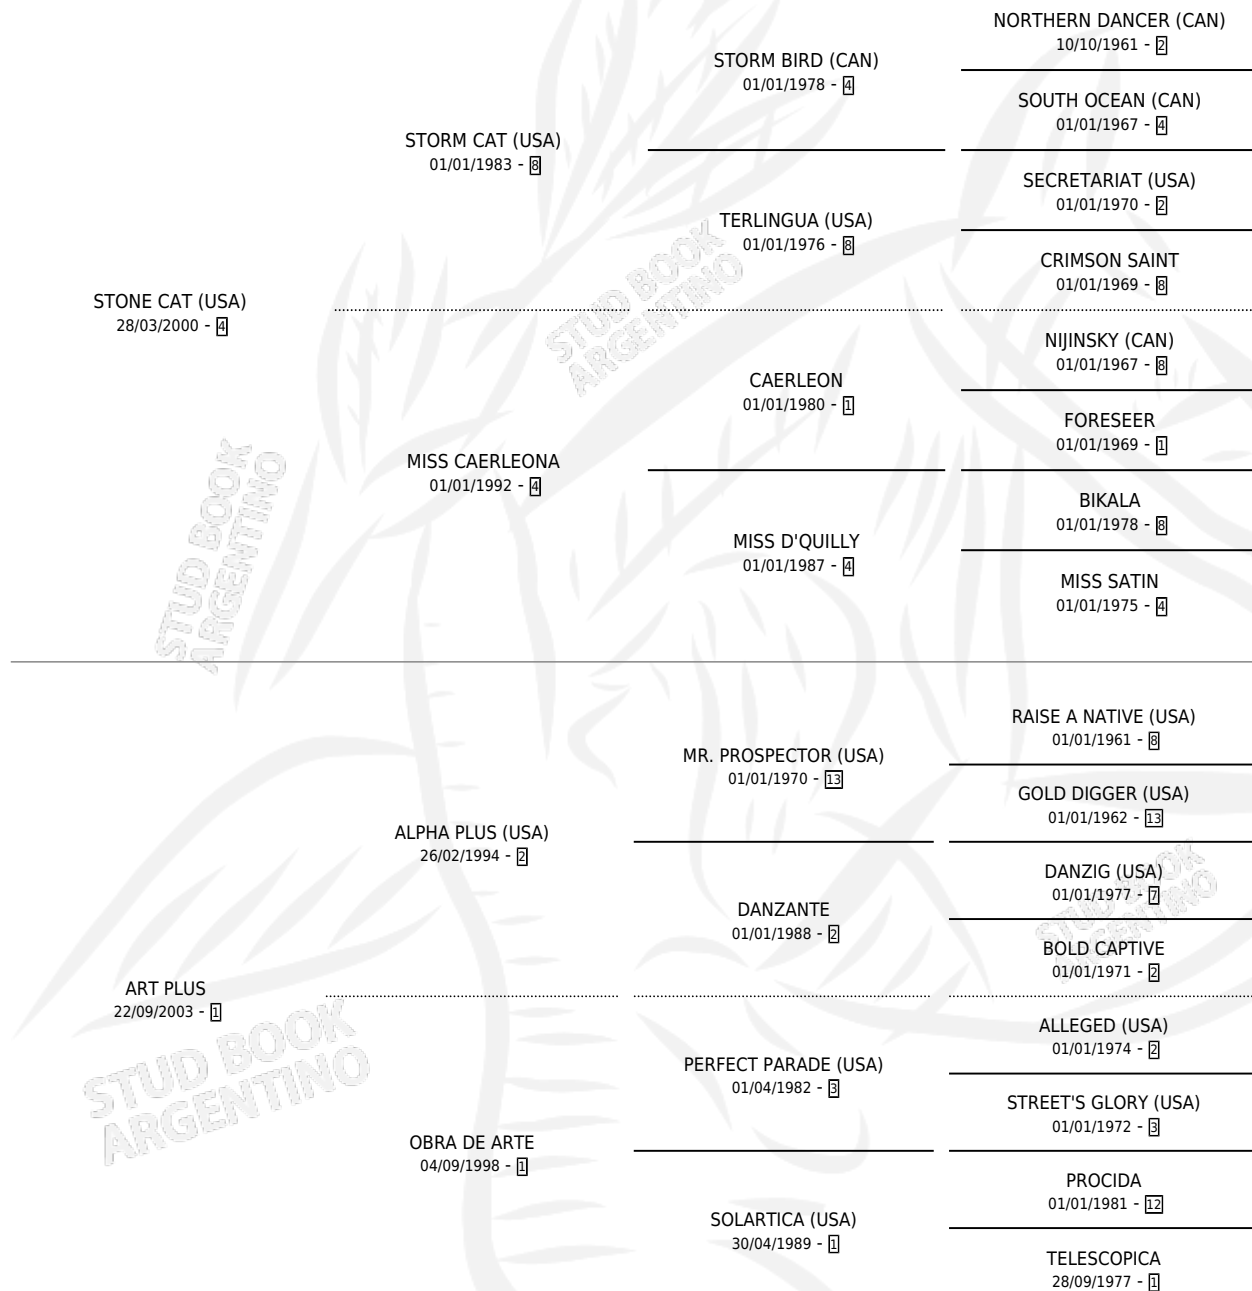 NORTHERN DANCER (CAN)
10/10/1961 - 2
STORM BIRD (CAN)
01/01/1978 - 4
SOUTH OCEAN (CAN)
01/01/1967 - 4
STORM CAT (USA)
01/01/1983 - 8
SECRETARIAT (USA)
01/01/1970 - 2
TERLINGUA (USA)
01/01/1976 - 8
CRIMSON SAINT
01/01/1969 - 8
STONE CAT (USA)
28/03/2000 - 4
STUD BOOK
ARGENTINO
NIJINSKY (CAN)
01/01/1967 - 8
CAERLEON
01/01/1980 - 1
FORESEER
01/01/1969 - 1
MISS CAERLEONA
01/01/1992 - 4
BIKALA
01/01/1978 - 8
MISS D'QUILLY
01/01/1987 - 4
MISS SATIN
01/01/1975 - 4
STUD BOOK
ARGENTINO
RAISE A NATIVE (USA)
01/01/1961 - 8
MR. PROSPECTOR (USA)
01/01/1970 - 13
GOLD DIGGER (USA)
01/01/1962 - 13
ALPHA PLUS (USA)
26/02/1994 - 2
DANZIG (USA)
01/01/1977 - 7
DANZANTE
01/01/1988 - 2
BOLD CAPTIVE
01/01/1971 - 2
STUD BOOK
ARGENTINO
ART PLUS
22/09/2003 - 1
ALLEGED (USA)
01/01/1974 - 2
PERFECT PARADE (USA)
01/04/1982 - 3
STREET'S GLORY (USA)
01/01/1972 - 3
OBRA DE ARTE
04/09/1998 - 1
PROCIDA
01/01/1981 - 12
SOLARTICA (USA)
30/04/1989 - 1
TELESCOPICA
28/09/1977 - 1
STUD BOOK
ARGENTINO